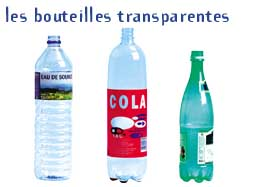 les bouteilles transparentes
EAU DE SOURCE
COLA